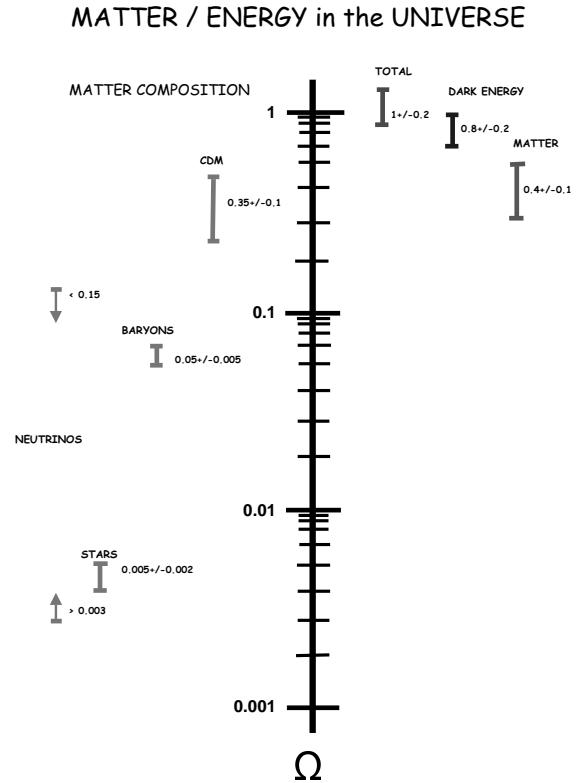 MATTER / ENERGY in the UNIVERSE
TOTAL
MATTER COMPOSITION
DARK ENERGY
1
1+/-0.2
0.8+/-0.2
MATTER
CDM
0.4+/-0.1
0.35+/-0.1
< 0.15
0.1
BARYONS
0.05+/-0.005
NEUTRINOS
0.01
STARS
0.005+/-0.002
> 0.003
0.001
Ω